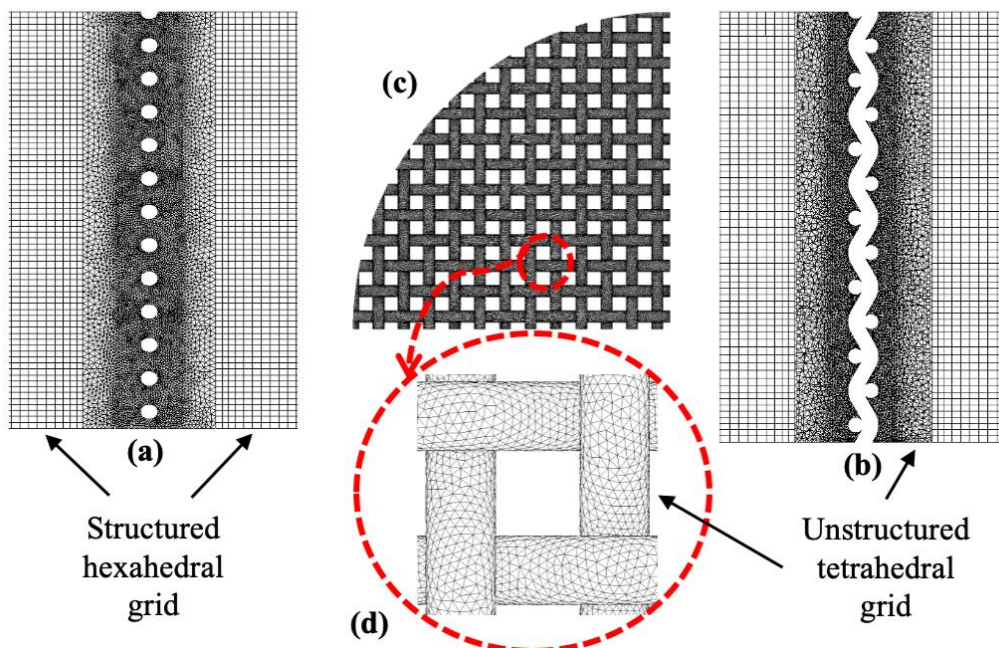 (c)
(a)
(b)
Structured
hexahedral
grid
(d)
Unstructured
tetrahedral
grid